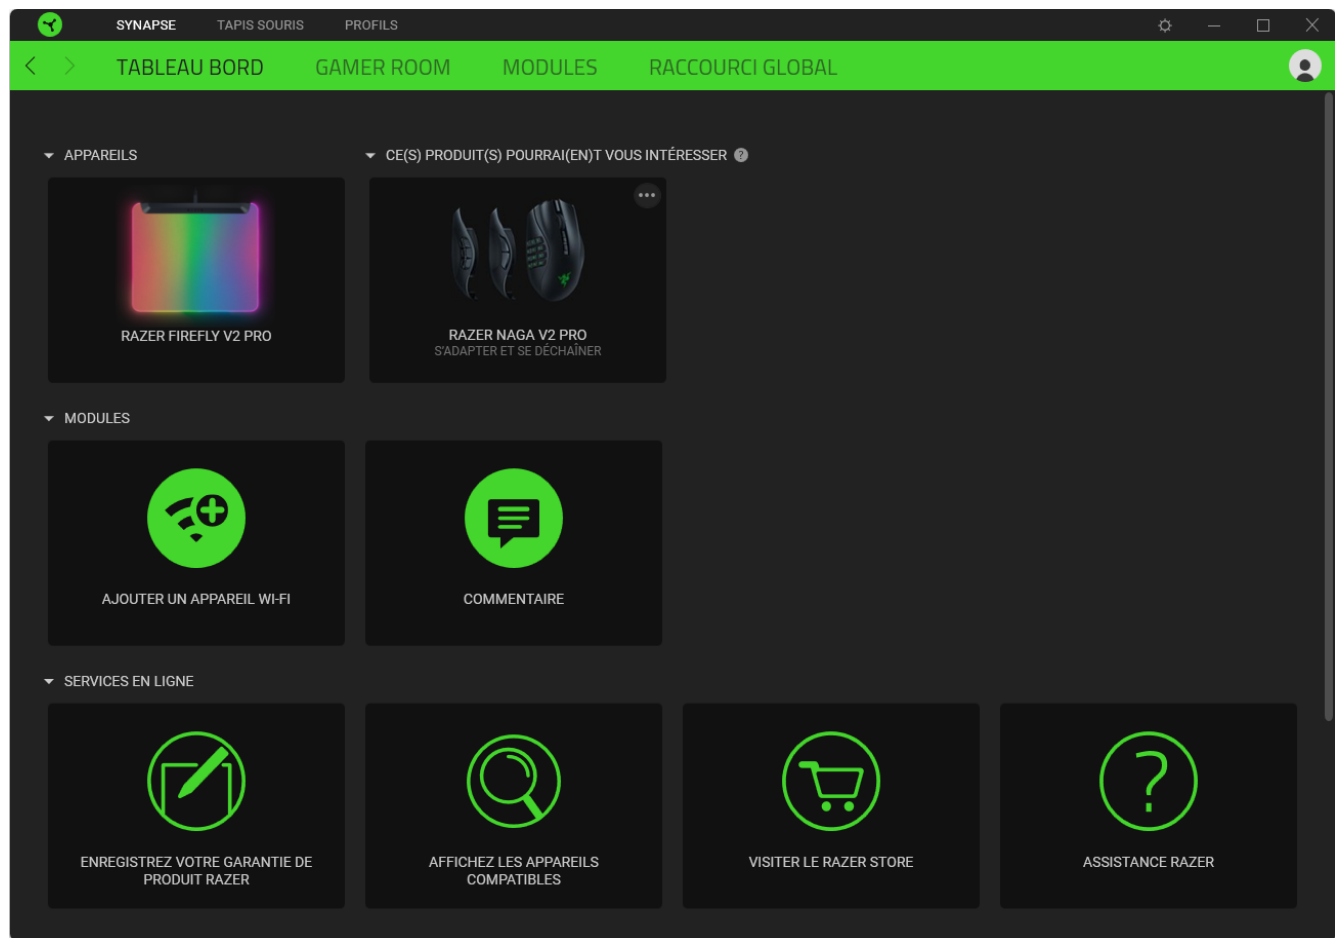 SYNAPSE TAPIS SOURIS PROFILS
TABLEAU BORD GAMER ROOM MODULES RACCOURCI GLOBAL
APPAREILS
CE(S) PRODUIT(S) POURRAI(EN)T VOUS INTÉRESSER ?
RAZER FIREFLY V2 PRO
RAZER NAGA V2 PRO
S'ADAPTER ET SE DÉCHAÎNER
MODULES
AJOUTER UN APPAREIL WI-FI
COMMENTAIRE
SERVICES EN LIGNE
ENREGISTREZ VOTRE GARANTIE DE
PRODUIT RAZER
AFFICHEZ LES APPAREILS
COMPATIBLES
VISITER LE RAZER STORE
ASSISTANCE RAZER